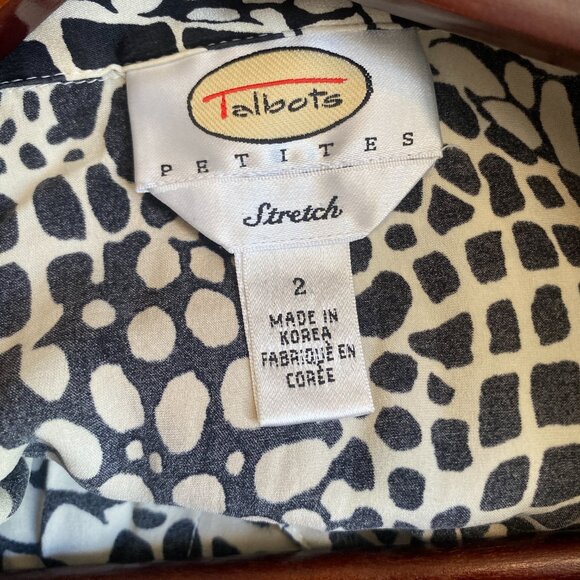 Talbots
PETITES
Stretch
2
MADE IN
KOREA
FABRIQUÉ EN
CORÉE